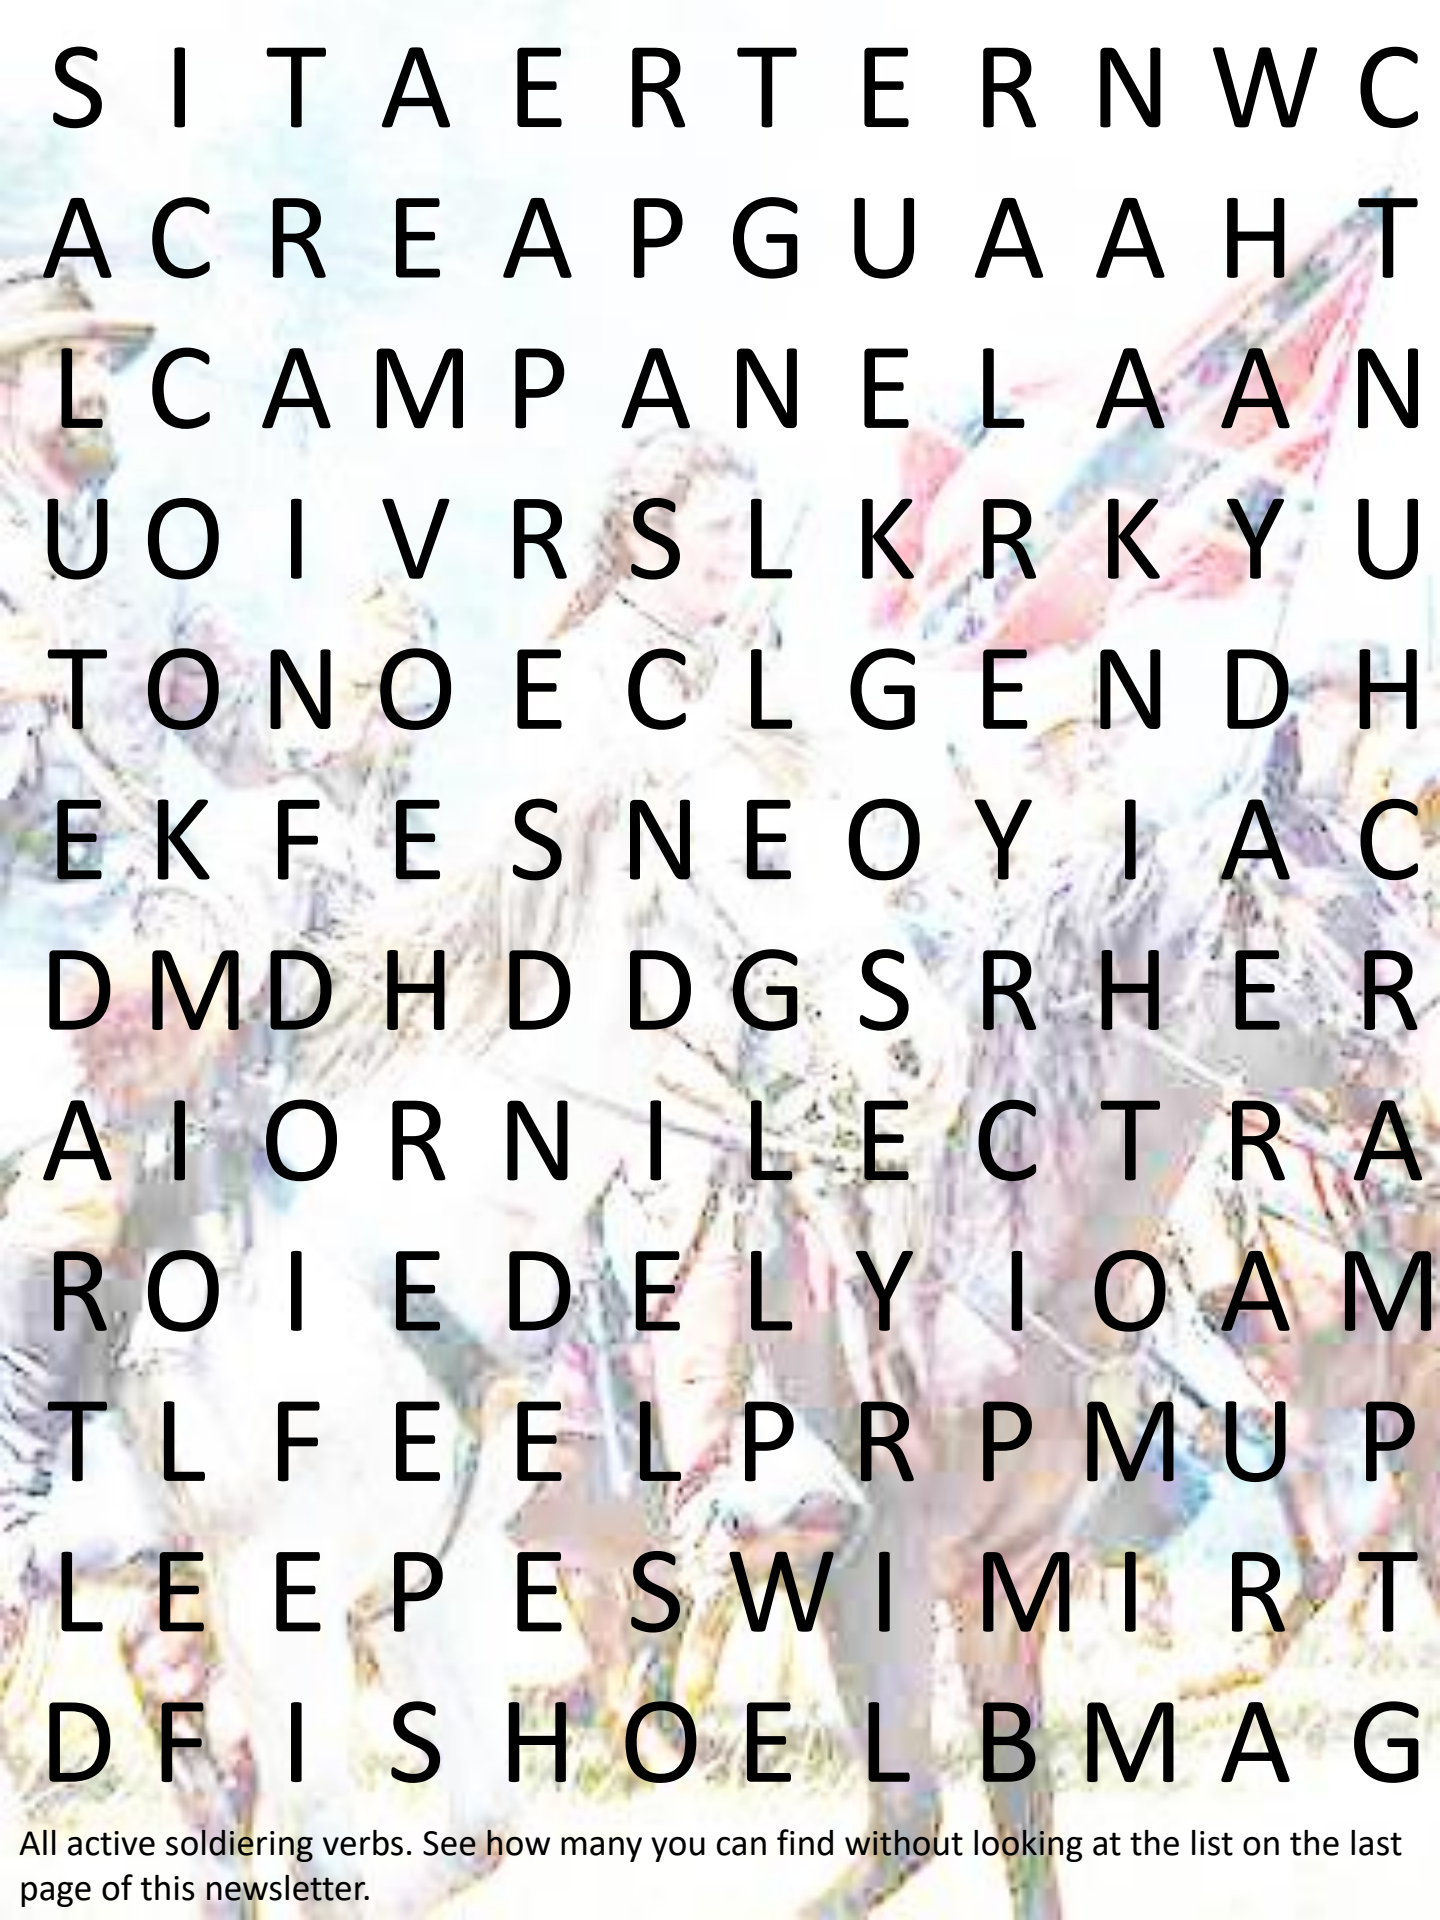 S I T A E R T E R N W C
A C R E A P G U A A H T
L C A M P A N E L A A N
U O I V R S L K R K Y U
T O N O E C L G E N D H
E K F E S N E O Y I A C
D M D H D D G S R H E R
A I O R N I L E C T R A
R O I E D E L Y I O A M
T L F E E L P R P M U P
L E E P E S W I M I R T
D F I S H O E L B M A G
All active soldiering verbs. See how many you can find without looking at the list on the last
page of this newsletter.